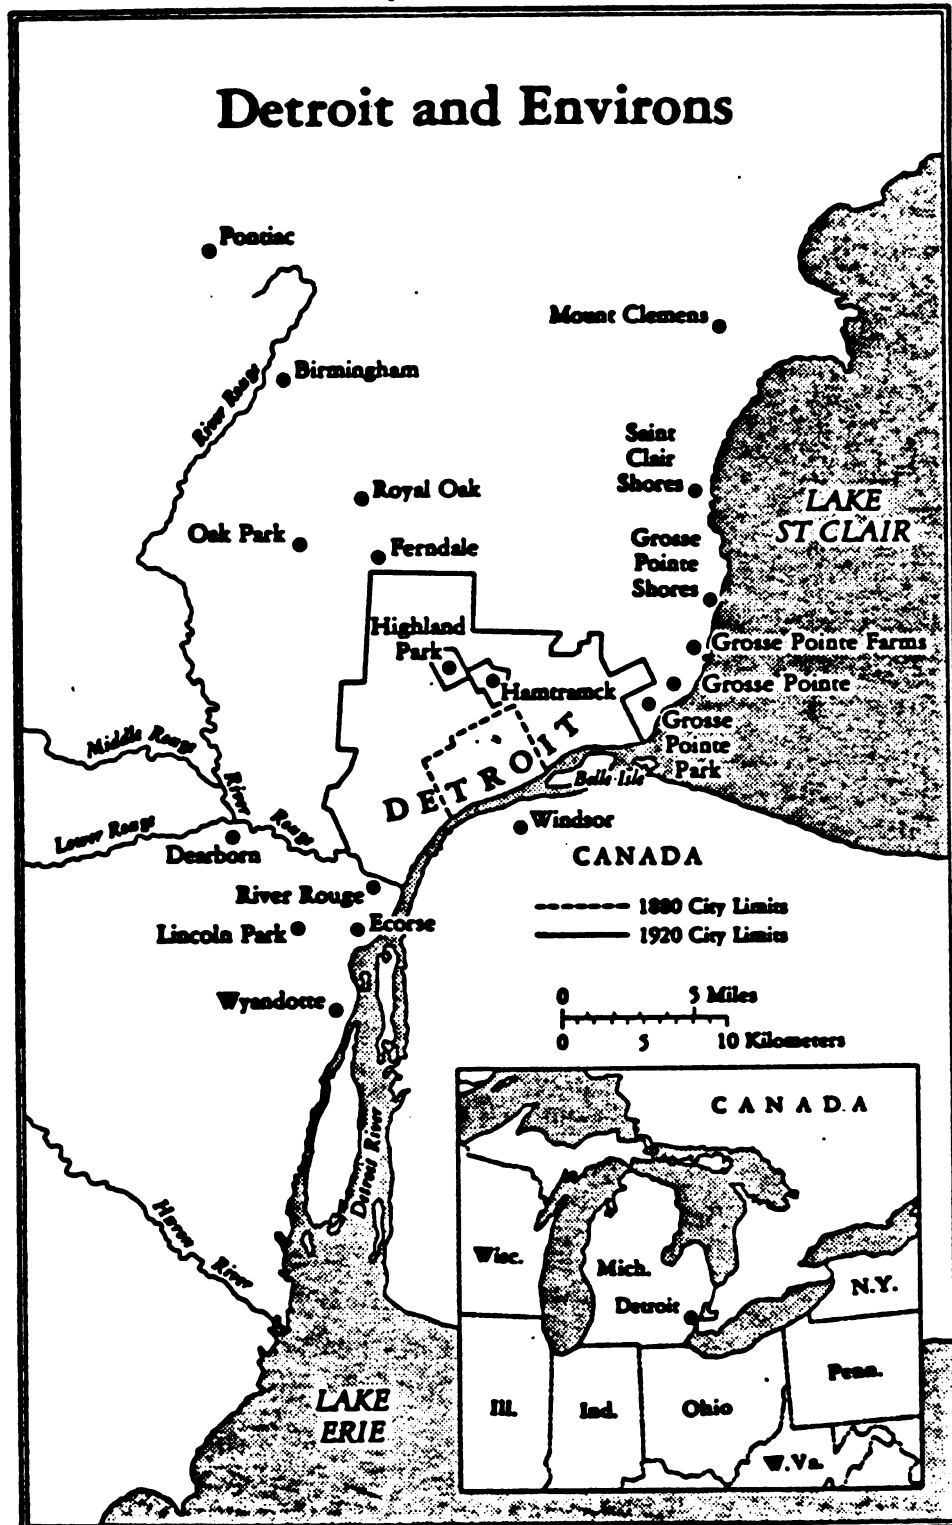 Detroit and Environs
Pontiac
Mount Clemens
Birmingham
River Rouge
Saint
Clair
Shores
Royal Oak
LAKE
ST CLAIR
Oak Park
Ferndale
Grosse
Pointe
Shores
Highland
Park
Grosse Pointe Farms
Hamtramck
Grosse Pointe
Grosse
Pointe
Park
Middle Rouge
DETROIT
Belle Isle
River
Rouge
Lower Rouge
Windsor
Dearborn
CANADA
River Rouge
1880 City Limits
Lincoln Park
Ecorse
1920 City Limits
Wyandotte
0 5 Miles
0 5 10 Kilometers
Detroit River
Huron
River
LAKE
ERIE
CANADA
Wisc.
Mich.
N.Y.
Detroit
Penn.
Ill.
Ind.
Ohio
W.Va.